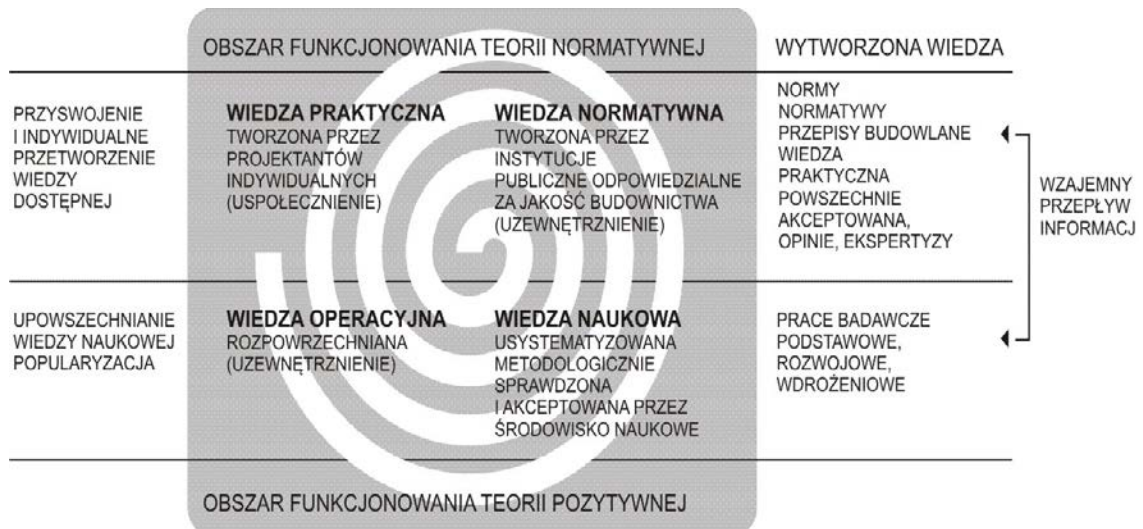 OBSZAR FUNKCJONOWANIA TEORII NORMATYWNEJ
WYTWORZONA WIEDZA
PRZYSWOJENIE
I INDYWIDUALNE
PRZETWORZENIE
WIEDZY
DOSTĘPNEJ
WIEDZA PRAKTYCZNA
TWORZONA PRZEZ
PROJEKTANTÓW
INDYWIDUALNYCH
(USPOŁECZNIENIE)
WIEDZA NORMATYWNA
TWORZONA PRZEZ
INSTYTUCJE
PUBLICZNE ODPOWIEDZIALNE
ZA JAKOŚĆ BUDOWNICTWA
(UZEWNĘTRZNIENIE)
NORMY
NORMATYWY
PRZEPISY BUDOWLANE
WIEDZA
PRAKTYCZNA
POWSZECHNIE
AKCEPTOWANA,
OPINIE, EKSPERTYZY
WZAJEMNY
PRZEPŁYW
INFORMACJ
UPOWSZECHNIANIE
WIEDZY NAUKOWEJ
POPULARYZACJA
WIEDZA OPERACYJNA
ROZPOWRZECHNIANA
(UZEWNĘTRZNIENIE)
WIEDZA NAUKOWA
USYSTEMATYZOWANA
METODOLOGICZNIE
SPRAWDZONA
I AKCEPTOWANA PRZEZ
ŚRODOWISKO NAUKOWE
PRACE BADAWCZE
PODSTAWOWE,
ROZWOJOWE,
WDROŻENIOWE
OBSZAR FUNKCJONOWANIA TEORII POZYTYWNEJ